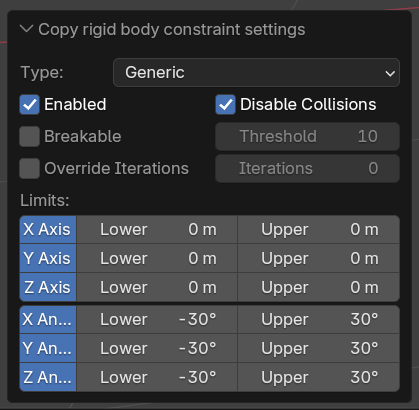 Copy rigid body constraint settings
Type: Generic
Enabled Disable Collisions
Breakable Threshold 10
Override Iterations Iterations 0
Limits:
X Axis Lower 0 m Upper 0 m
Y Axis Lower 0 m Upper 0 m
Z Axis Lower 0 m Upper 0 m
X An... Lower -30° Upper 30°
Y An... Lower -30° Upper 30°
Z An... Lower -30° Upper 30°